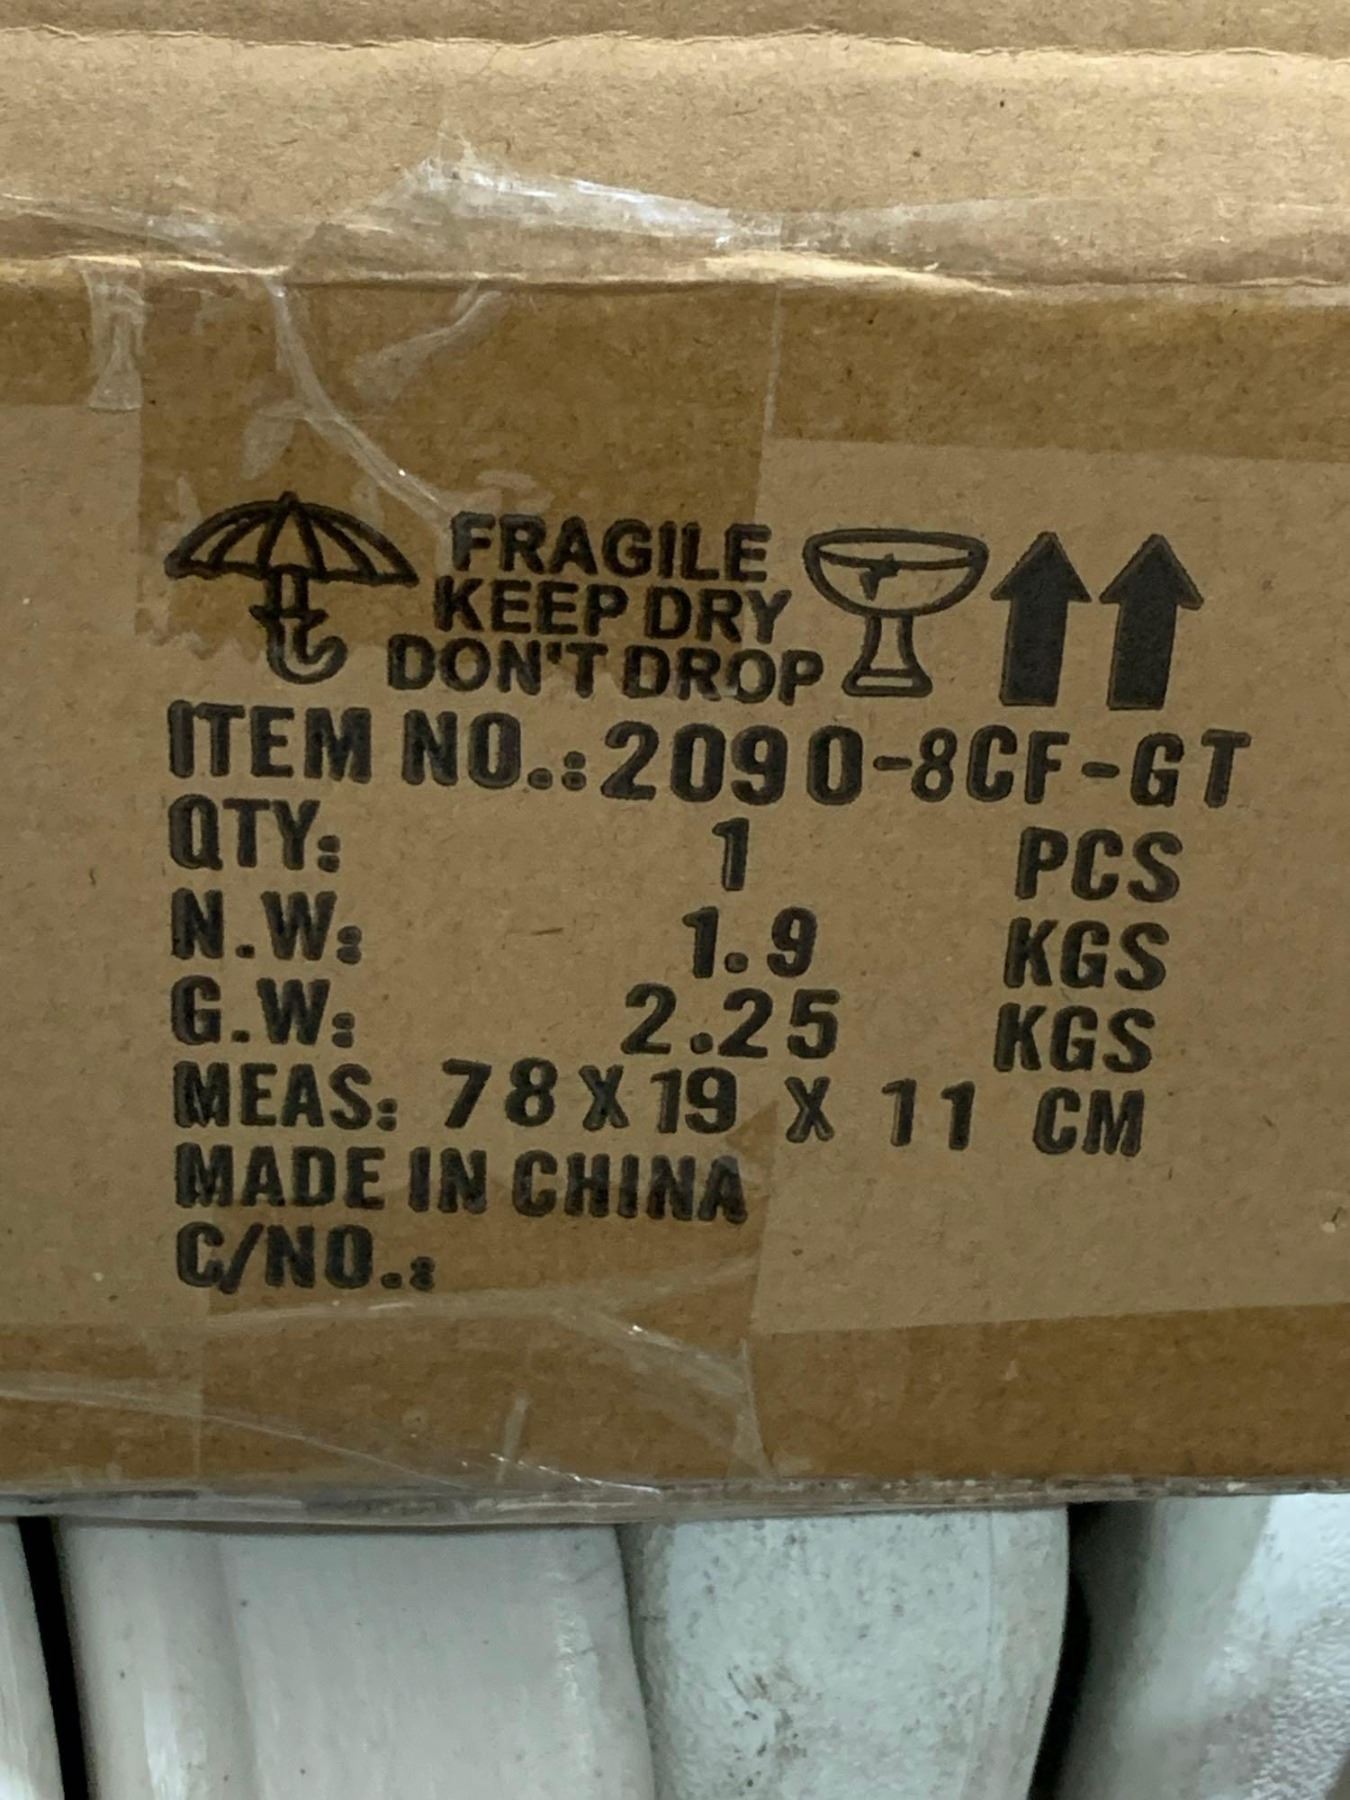 FRAGILE
KEEP DRY
DON'T DROP
ITEM NO.:2090-8CF-GT
QTY: 1 PCS
N.W: 1.9 KGS
G.W: 2.25 KGS
MEAS: 78 X 19 X 11 CM
MADE IN CHINA
C/NO.: